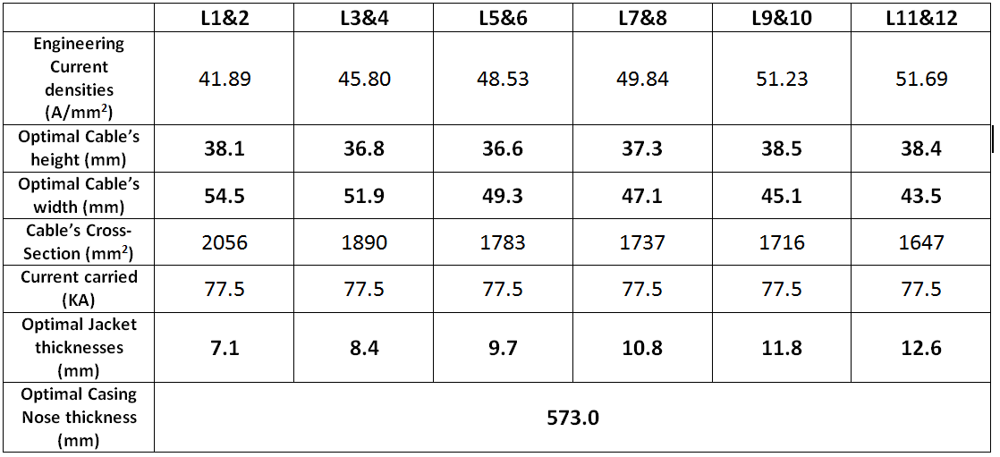 L1&2 L3&4 L5&6 L7&8 L9&10 L11&12
Engineering
Current
densities
(A/mm²)
41.89 45.80 48.53 49.84 51.23 51.69
Optimal Cable’s
height (mm)
38.1 36.8 36.6 37.3 38.5 38.4
Optimal Cable’s
width (mm)
54.5 51.9 49.3 47.1 45.1 43.5
Cable’s Cross-
Section (mm²)
2056 1890 1783 1737 1716 1647
Current carried
(KA)
77.5 77.5 77.5 77.5 77.5 77.5
Optimal Jacket
thicknesses
(mm)
7.1 8.4 9.7 10.8 11.8 12.6
Optimal Casing
Nose thickness
(mm)
573.0